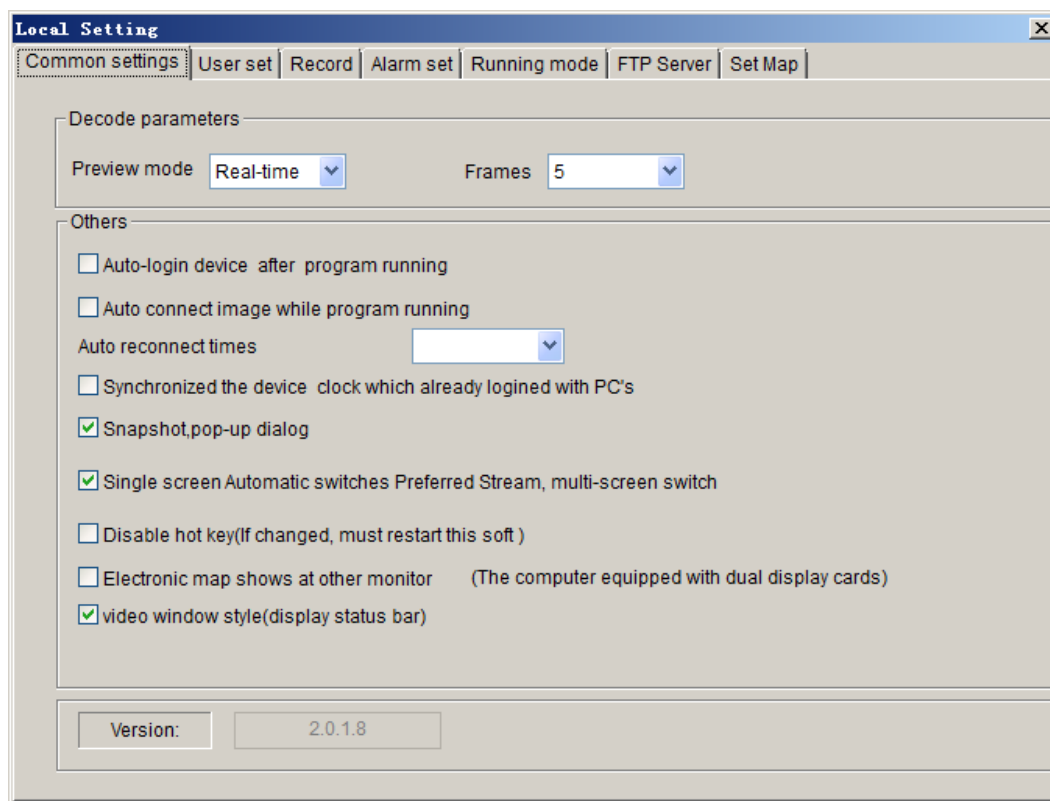 Local Setting
Common settings User set Record Alarm set Running mode FTP Server Set Map
Decode parameters
Preview mode Real-time Frames 5
Others
Auto-login device after program running
Auto connect image while program running
Auto reconnect times
Synchronized the device clock which already logined with PC's
Snapshot,pop-up dialog
Single screen Automatic switches Preferred Stream, multi-screen switch
Disable hot key(If changed, must restart this soft )
Electronic map shows at other monitor (The computer equipped with dual display cards)
video window style(display status bar)
Version: 2.0.1.8